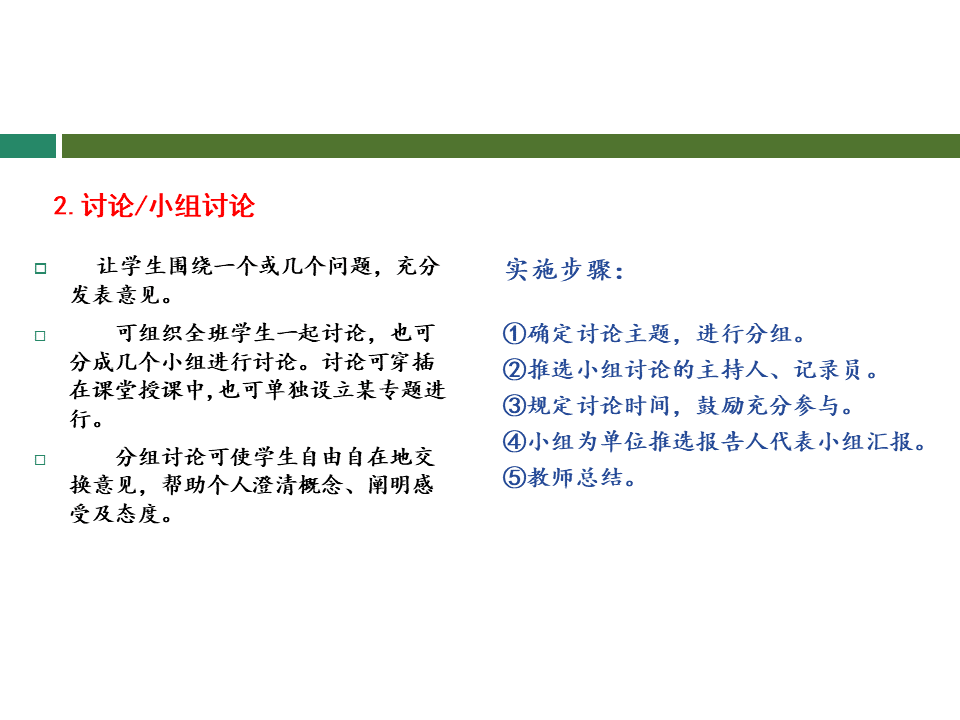 2.讨论/小组讨论
让学生围绕一个或几个问题，充分
发表意见。
可组织全班学生一起讨论，也可
分成几个小组进行讨论。讨论可穿插
在课堂授课中,也可单独设立某专题进
行。
分组讨论可使学生自由自在地交
换意见，帮助个人澄清概念、阐明感
受及态度。
实施步骤：
①确定讨论主题，进行分组。
②推选小组讨论的主持人、记录员。
③规定讨论时间，鼓励充分参与。
④小组为单位推选报告人代表小组汇报。
⑤教师总结。